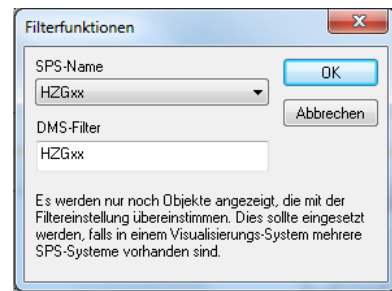 Filterfunktionen
SPS-Name
OK
HZGxx
Abbrechen
DMS-Filter
HZGxx
Es werden nur noch Objekte angezeigt, die mit der
Filtereinstellung übereinstimmen. Dies sollte eingesetzt
werden, falls in einem Visualisierungs-System mehrere
SPS-Systeme vorhanden sind.